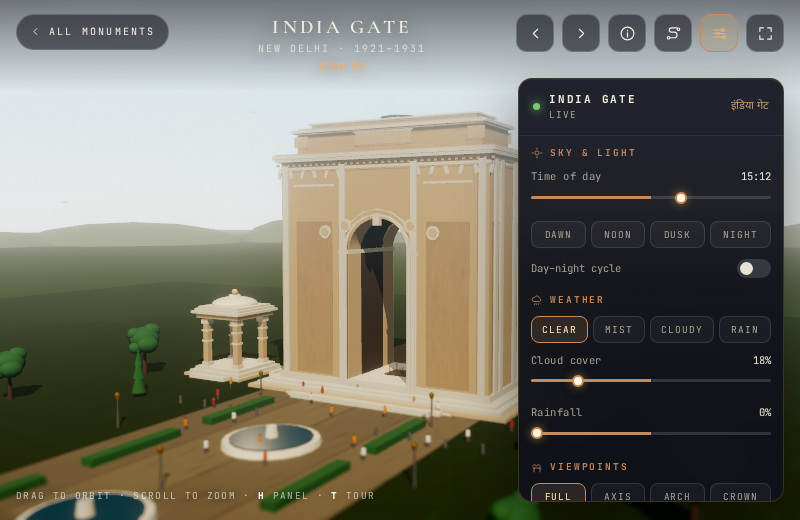 ALL MONUMENTS
INDIA GATE
NEW DELHI · 1921–1931
इंडिया गेट
INDIA GATE
LIVE
इंडिया गेट
SKY & LIGHT
Time of day 15:12
DAWN NOON DUSK NIGHT
Day–night cycle
WEATHER
CLEAR MIST CLOUDY RAIN
Cloud cover 18%
Rainfall 0%
VIEWPOINTS
FULL AXIS ARCH CROWN
DRAG TO ORBIT · SCROLL TO ZOOM · H PANEL · T TOUR